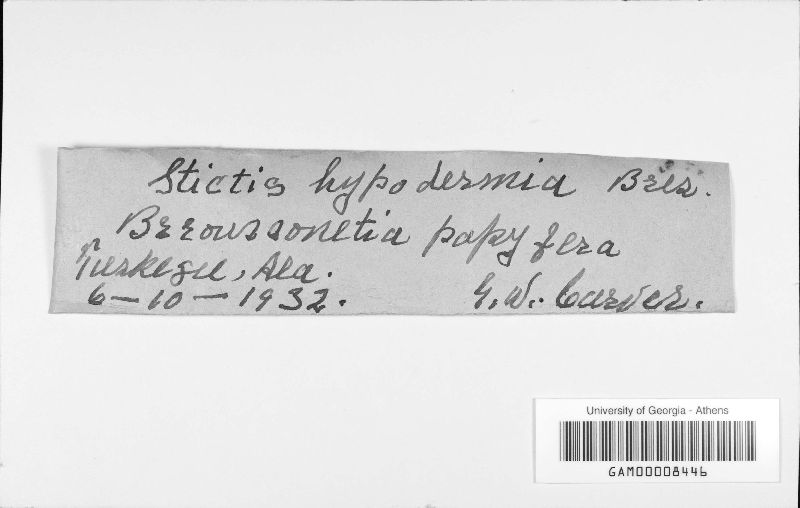 Stictis hypodermia Bres.
Brroussonetia papyfera
Tuskegee, Ala.
6-10-1932. G. W. Carver.
University of Georgia - Athens
GAM00008446